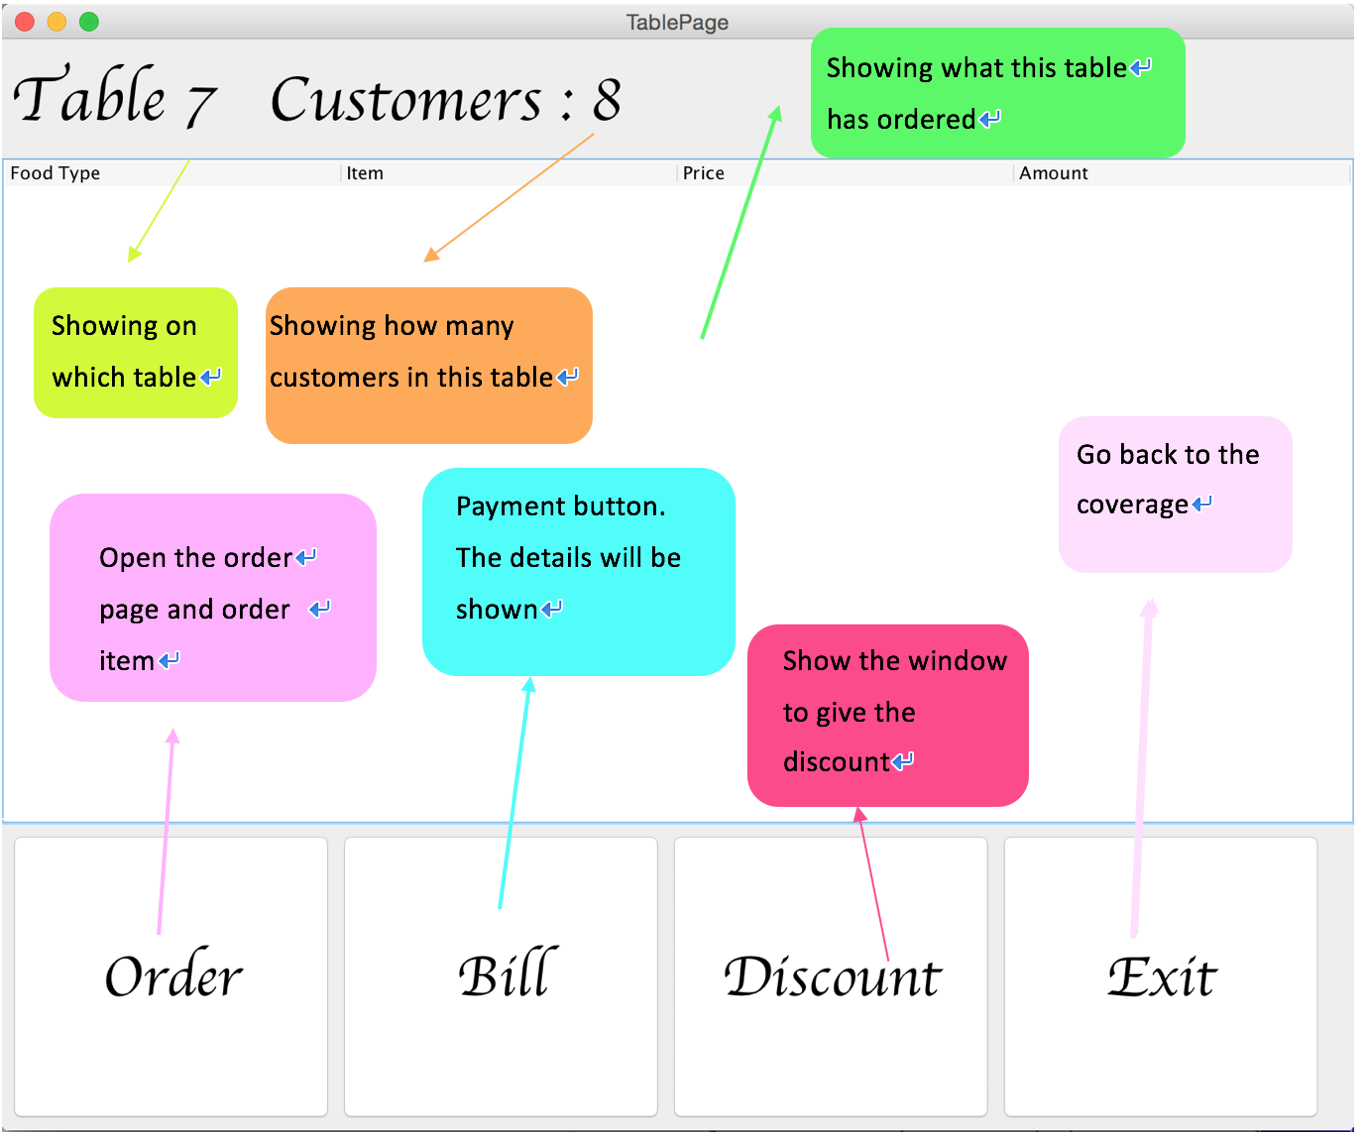 TablePage
Table 7 Customers : 8
Showing what this table
has ordered
Food Type Item Price Amount
Showing on
which table
Showing how many
customers in this table
Go back to the
coverage
Open the order
page and order
item
Payment button.
The details will be
shown
Show the window
to give the
discount
Order Bill Discount Exit